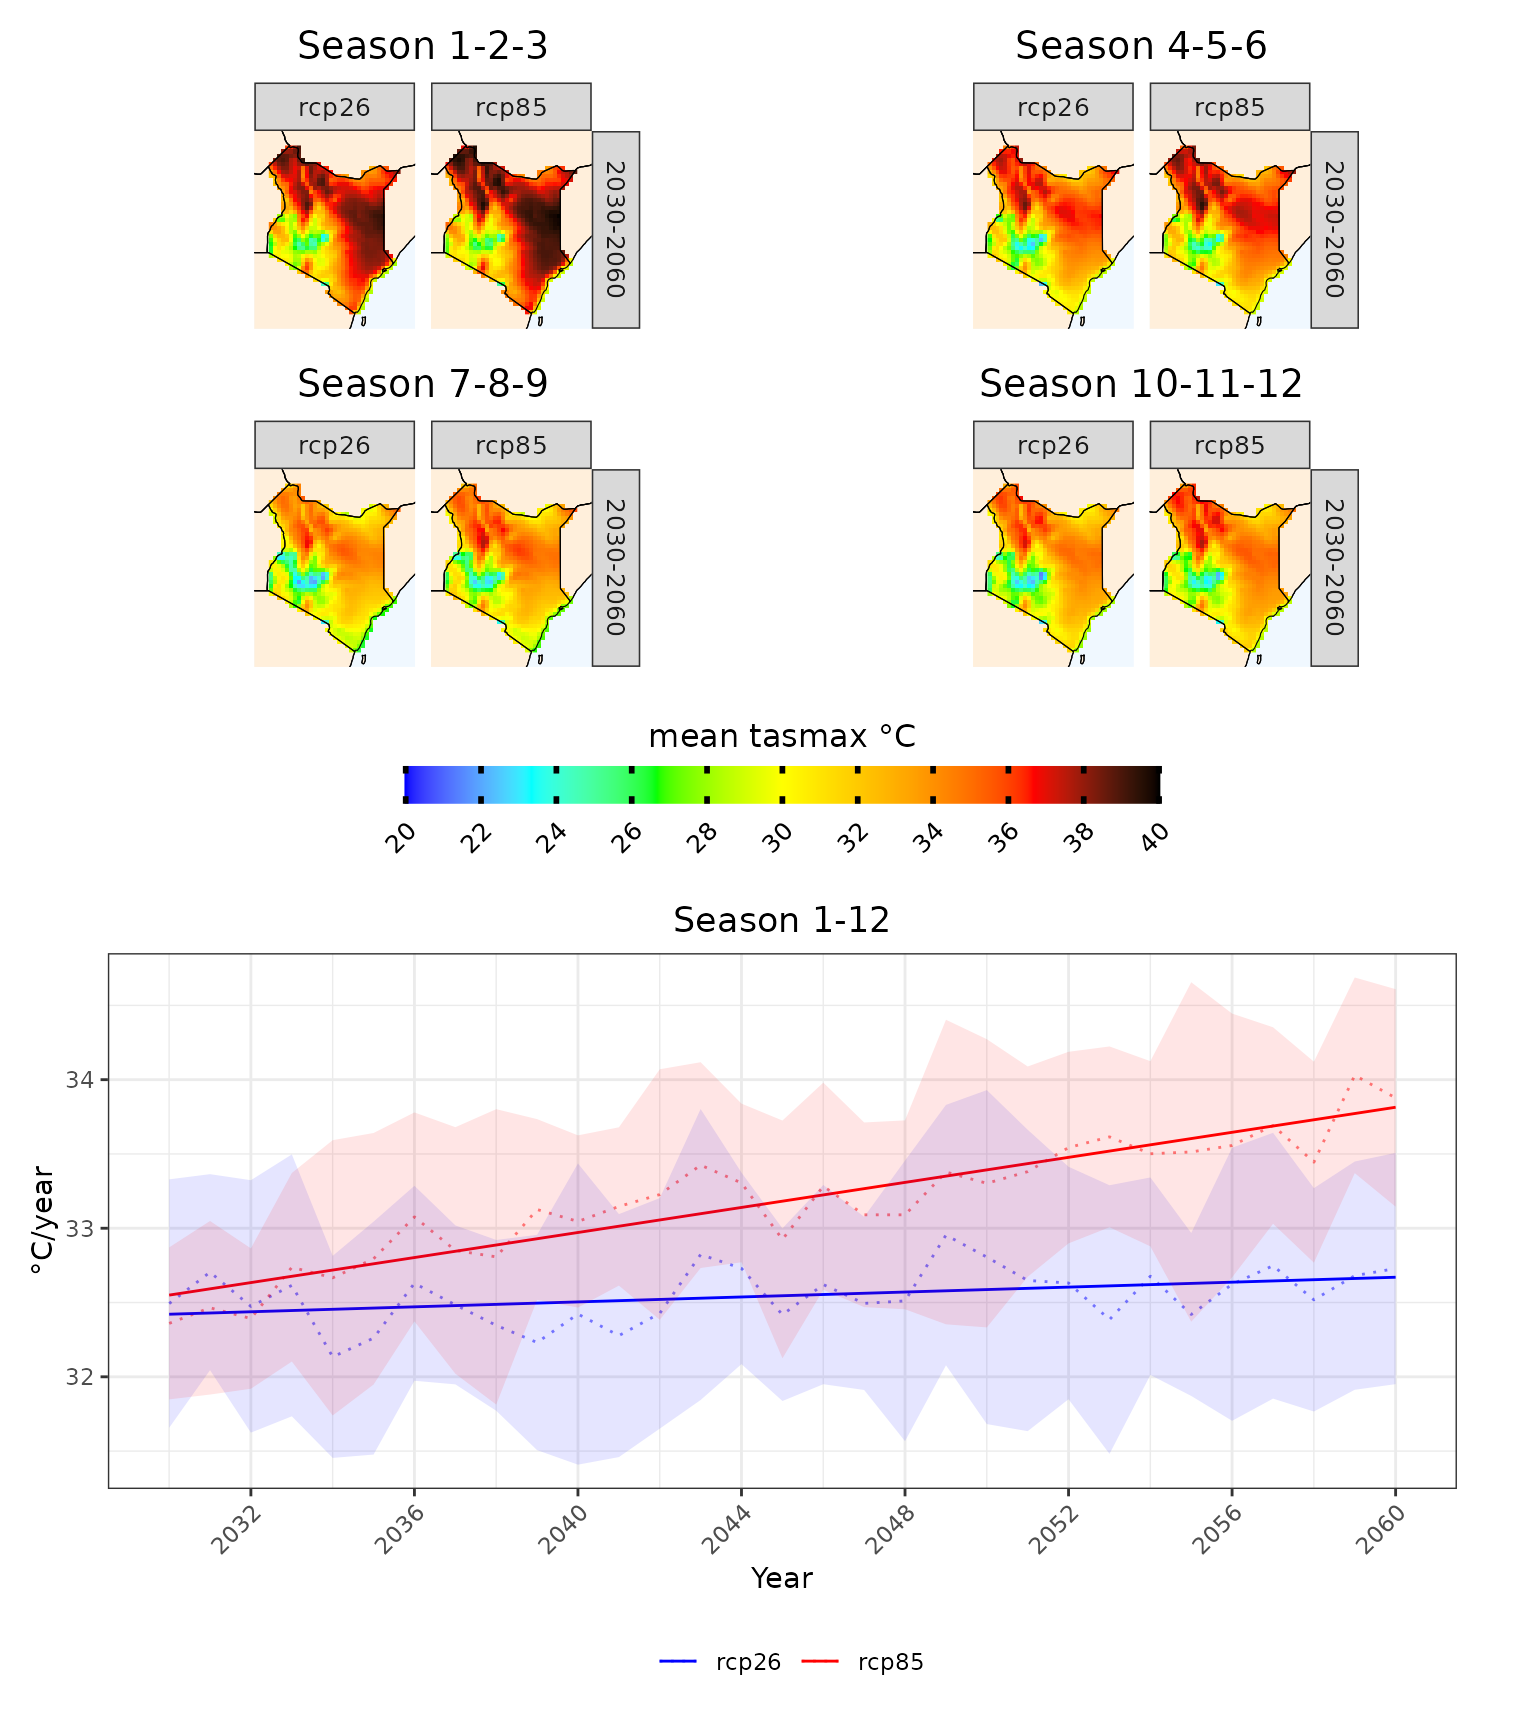 Season 1-2-3
Season 4-5-6
rcp26
rcp85
rcp26
rcp85
2030-2060
2030-2060
Season 7-8-9
Season 10-11-12
rcp26
rcp85
rcp26
rcp85
2030-2060
2030-2060
mean tasmax °C
20
22
24
26
28
30
32
34
36
38
40
Season 1-12
°C/year
34
33
32
2032
2036
2040
2044
2048
2052
2056
2060
Year
rcp26
rcp85